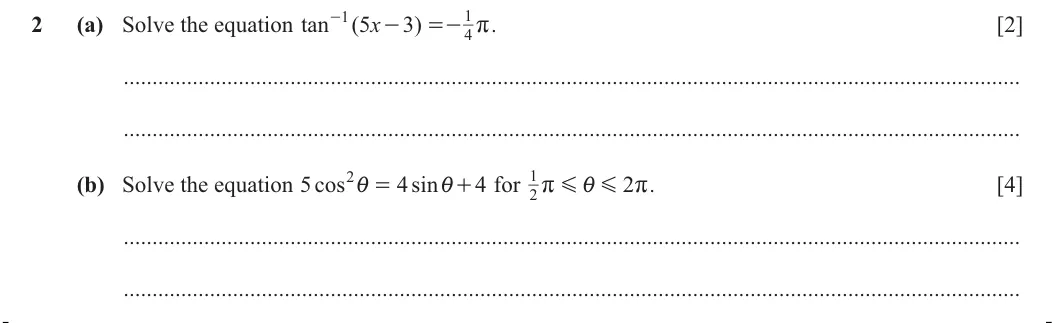 2 (a) Solve the equation tan⁻¹(5x − 3) = −¼π. [2]
(b) Solve the equation 5 cos²θ = 4 sin θ + 4 for ½π ⩽ θ ⩽ 2π. [4]